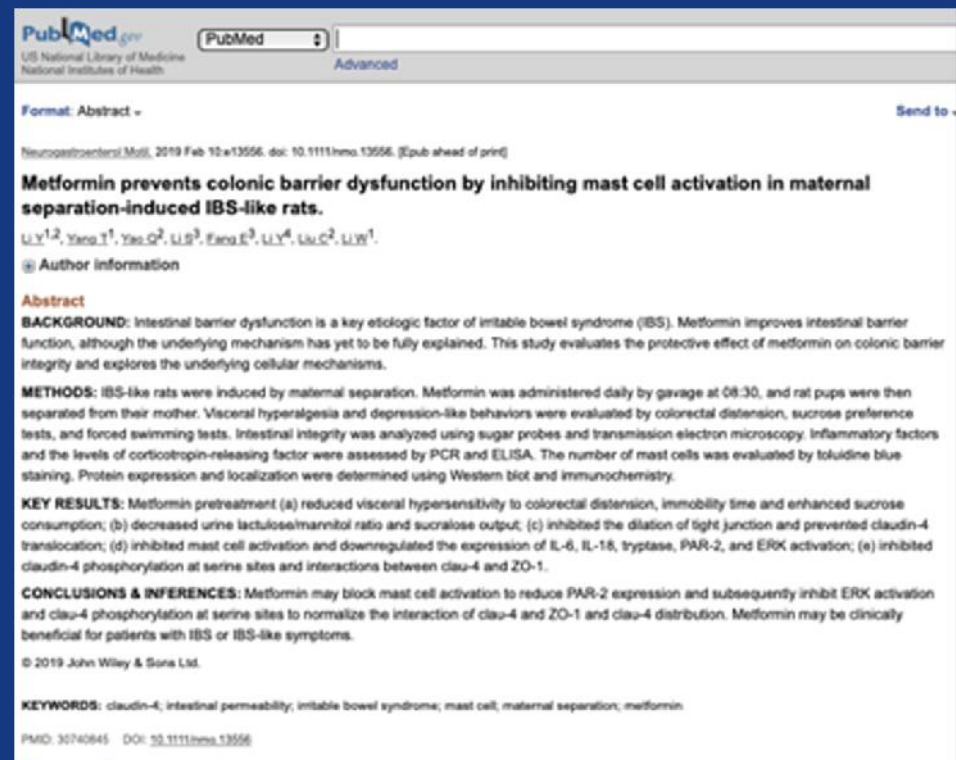 PubMed.gov
US National Library of Medicine
National Institutes of Health
PubMed
Advanced
Format: Abstract
Send to
Neurogastroenterol Motil. 2019 Feb 10:e13556. doi: 10.1111/nmo.13556. [Epub ahead of print]
Metformin prevents colonic barrier dysfunction by inhibiting mast cell activation in maternal
separation-induced IBS-like rats.
Li Y1,2, Yang T1, Yao Q2, Li S3, Fang E3, Li Y4, Liu C2, Li W1.
Author information
Abstract
BACKGROUND: Intestinal barrier dysfunction is a key etiologic factor of irritable bowel syndrome (IBS). Metformin improves intestinal barrier
function, although the underlying mechanism has yet to be fully explained. This study evaluates the protective effect of metformin on colonic barrier
integrity and explores the underlying cellular mechanisms.
METHODS: IBS-like rats were induced by maternal separation. Metformin was administered daily by gavage at 08:30, and rat pups were then
separated from their mother. Visceral hyperalgesia and depression-like behaviors were evaluated by colorectal distension, sucrose preference
tests, and forced swimming tests. Intestinal integrity was analyzed using sugar probes and transmission electron microscopy. Inflammatory factors
and the levels of corticotropin-releasing factor were assessed by PCR and ELISA. The number of mast cells was evaluated by toluidine blue
staining. Protein expression and localization were determined using Western blot and immunochemistry.
KEY RESULTS: Metformin pretreatment (a) reduced visceral hypersensitivity to colorectal distension, immobility time and enhanced sucrose
consumption; (b) decreased urine lactulose/mannitol ratio and sucralose output; (c) inhibited the dilation of tight junction and prevented claudin-4
translocation; (d) inhibited mast cell activation and downregulated the expression of IL-6, IL-18, tryptase, PAR-2, and ERK activation; (e) inhibited
claudin-4 phosphorylation at serine sites and interactions between clau-4 and ZO-1.
CONCLUSIONS & INFERENCES: Metformin may block mast cell activation to reduce PAR-2 expression and subsequently inhibit ERK activation
and clau-4 phosphorylation at serine sites to normalize the interaction of clau-4 and ZO-1 and clau-4 distribution. Metformin may be clinically
beneficial for patients with IBS or IBS-like symptoms.
© 2019 John Wiley & Sons Ltd.
KEYWORDS: claudin-4; intestinal permeability; irritable bowel syndrome; mast cell; maternal separation; metformin
PMID: 30740845 DOI: 10.1111/nmo.13556